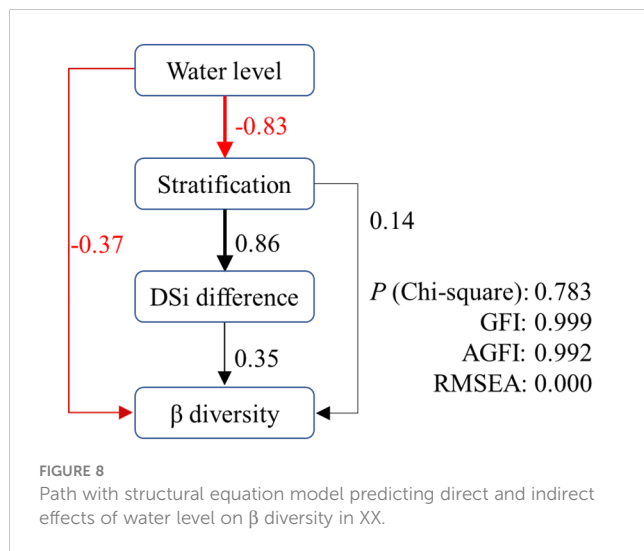 Water level
-0.83
Stratification
0.14
-0.37
0.86
DSi difference
P (Chi-square): 0.783
GFI: 0.999
AGFI: 0.992
RMSEA: 0.000
0.35
β diversity
FIGURE 8
Path with structural equation model predicting direct and indirect
effects of water level on β diversity in XX.